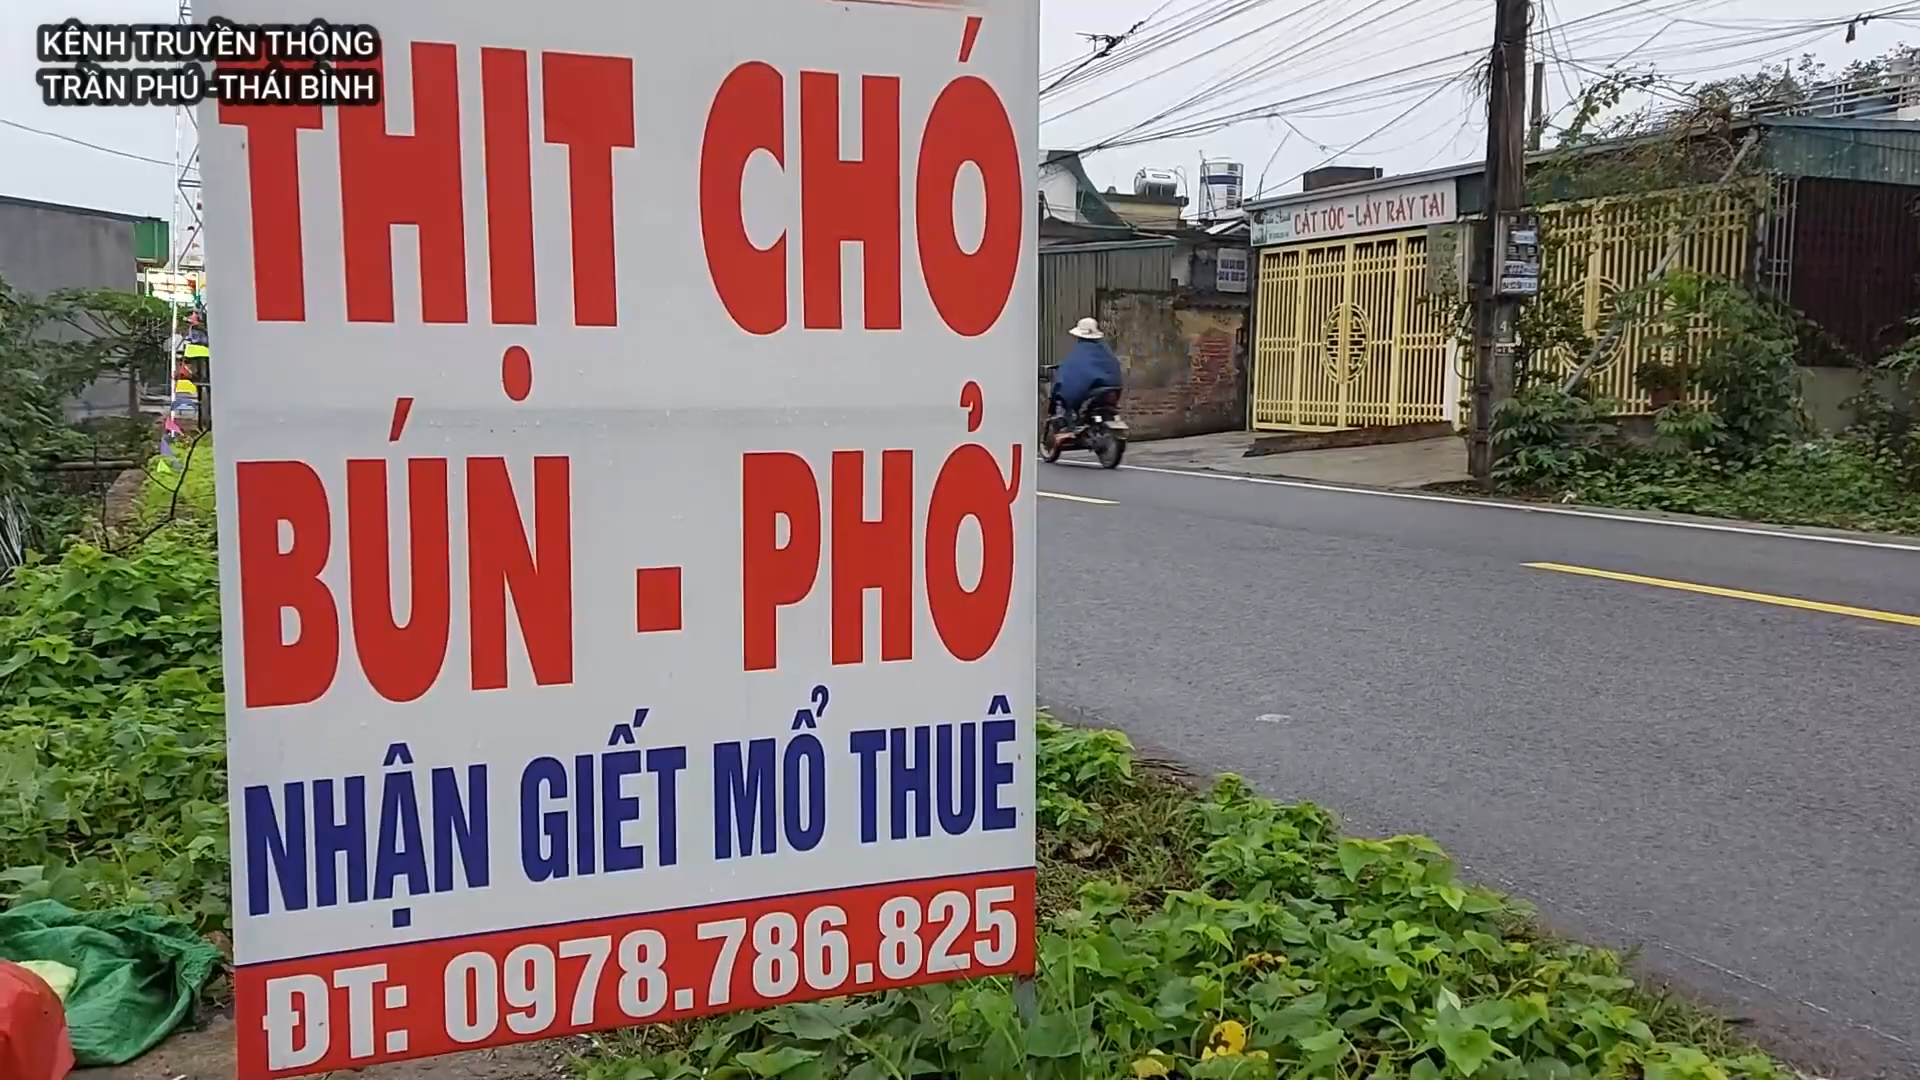 KÊNH TRUYỀN THÔNG
TRẦN PHÚ -THÁI BÌNH
THỊT CHÓ
BÚN - PHỞ
NHẬN GIẾT MỔ THUÊ
ĐT: 0978.786.825
CẮT TÓC - LẤY RÁY TAI